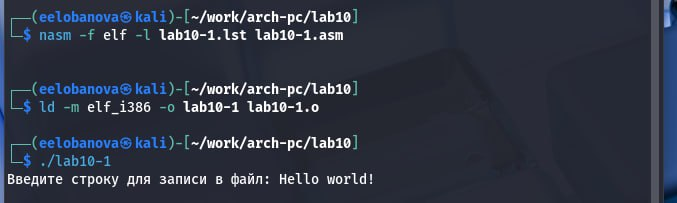 ┌──(eelobanova㉿kali)-[~/work/arch-pc/lab10]
└─$ nasm -f elf -l lab10-1.lst lab10-1.asm
┌──(eelobanova㉿kali)-[~/work/arch-pc/lab10]
└─$ ld -m elf_i386 -o lab10-1 lab10-1.o
┌──(eelobanova㉿kali)-[~/work/arch-pc/lab10]
└─$ ./lab10-1
Введите строку для записи в файл: Hello world!